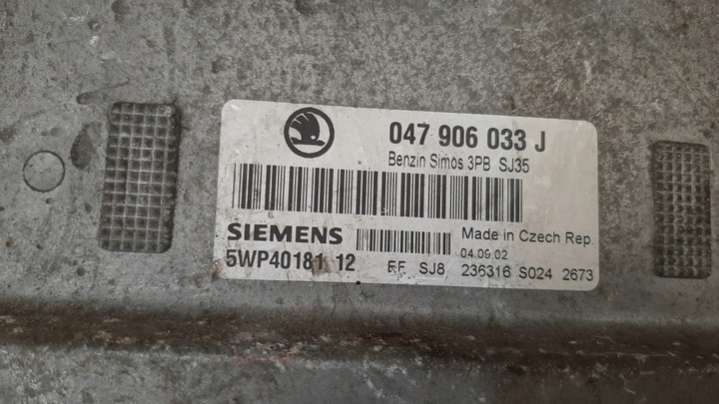 047 906 033 J
Benzin Simos 3PB SJ35
SIEMENS
Made in Czech Rep.
04.09.02
5WP40181 12
FF SJ8 236316 S024 2673